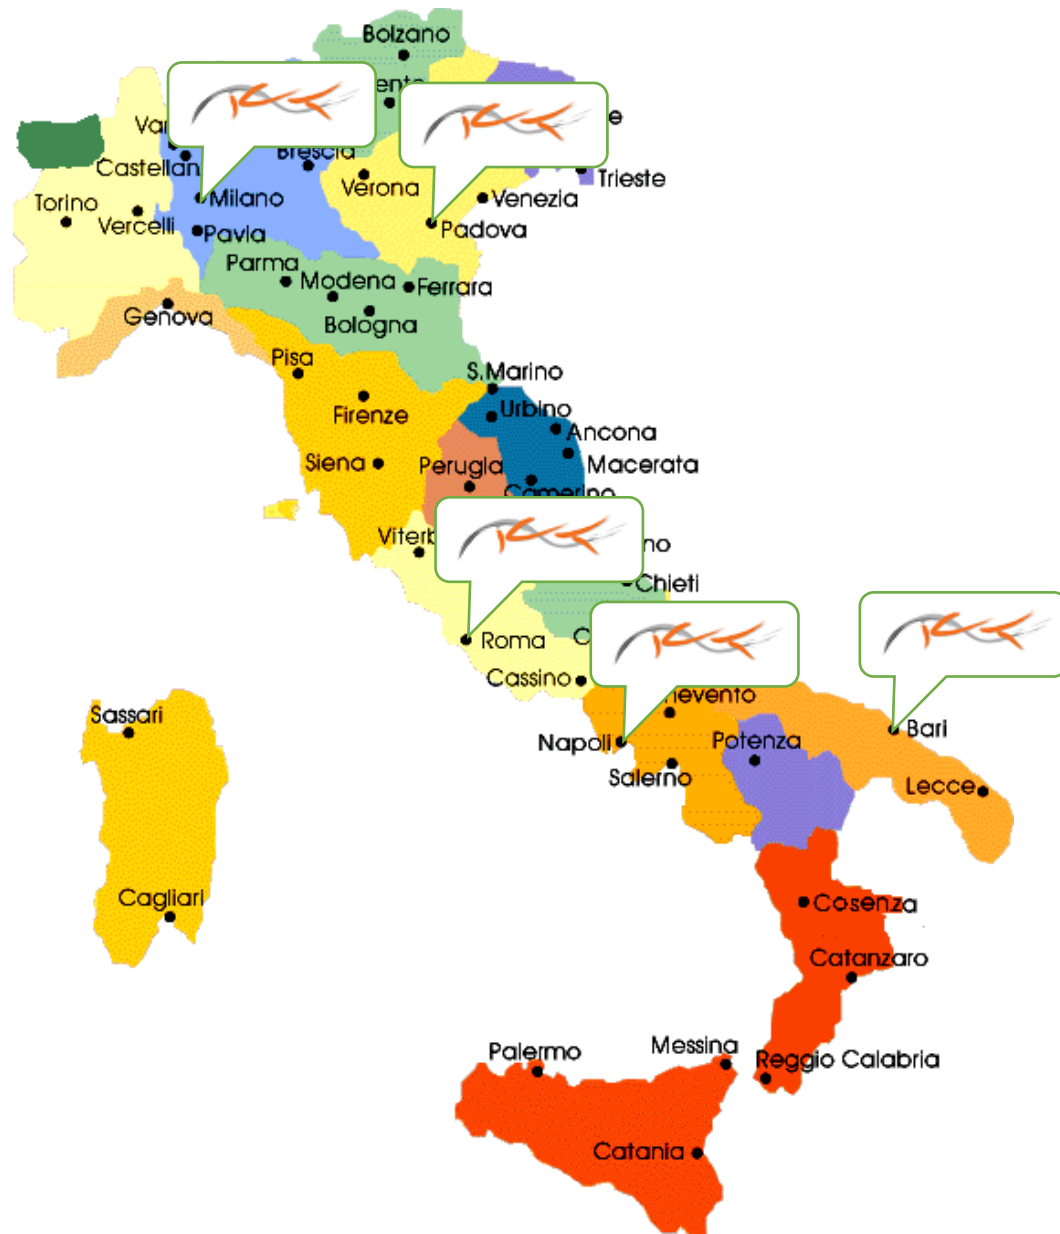 Bolzano
Trieste
Brescia
Verona
Venezia
Torino
Milano
Vercelli
Pavia
Padova
Parma
Modena
Ferrara
Genova
Bologna
Pisa
S.Marino
Firenze
Urbino
Ancona
Siena
Perugia
Macerata
Camerino
Chieti
Roma
Cassino
Sassari
Bari
Napoli
Potenza
Salerno
Lecce
Cagliari
Cosenza
Catanzaro
Palermo
Messina
Reggio Calabria
Catania